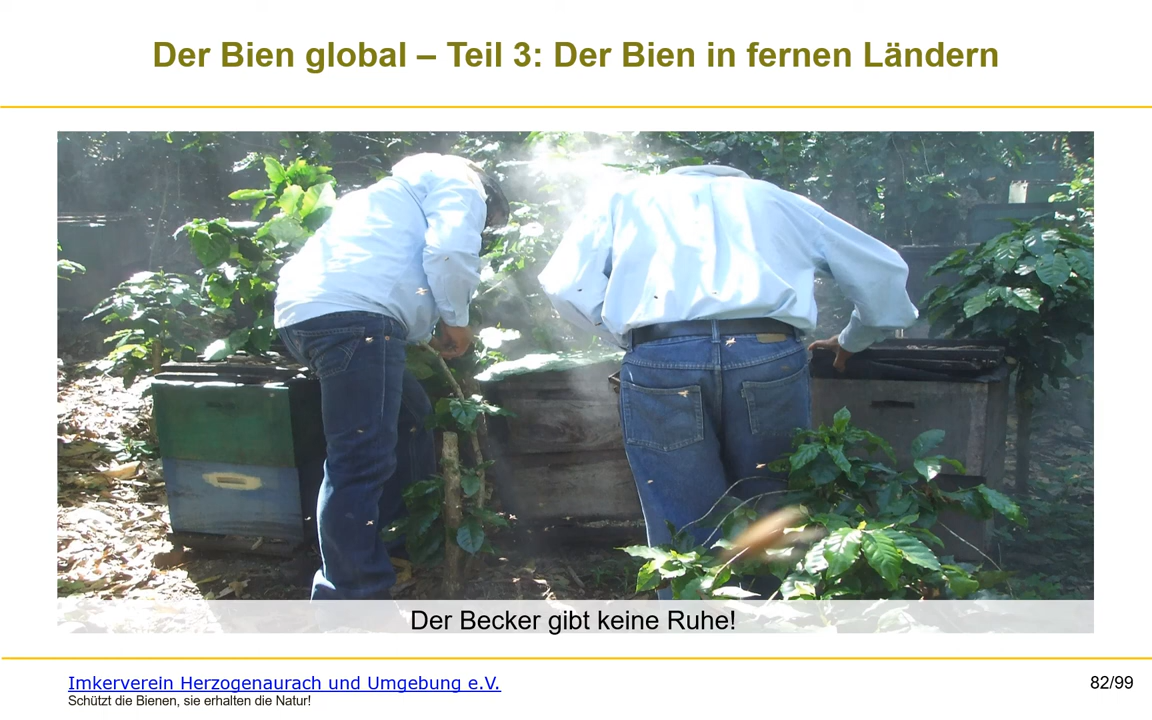 Der Bien global – Teil 3: Der Bien in fernen Ländern
Der Becker gibt keine Ruhe!
Imkerverein Herzogenaurach und Umgebung e.V.
Schützt die Bienen, sie erhalten die Natur!
82/99